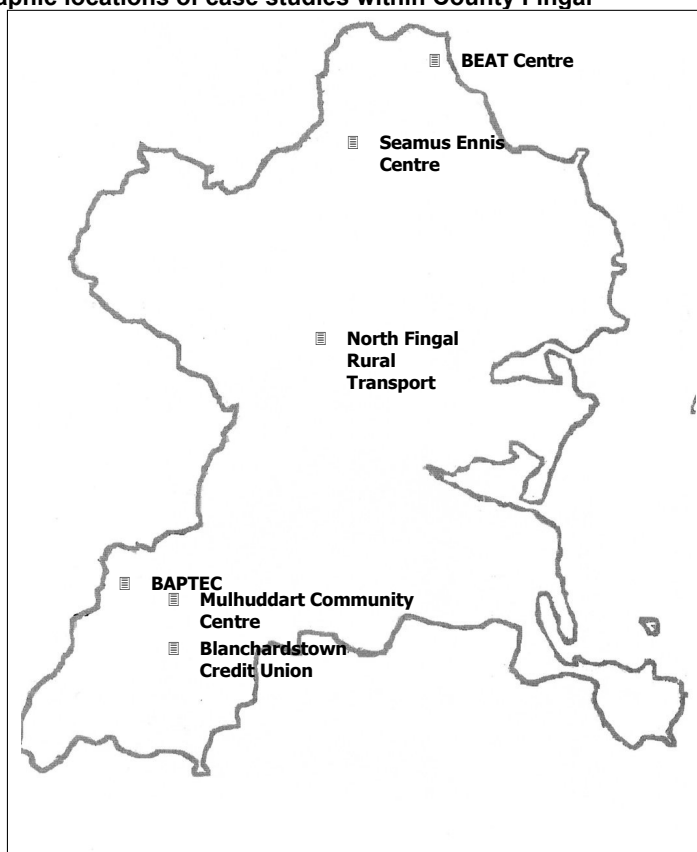 aphic locations of case studies within County Fingal
BEAT Centre
Seamus Ennis
Centre
North Fingal
Rural
Transport
BAPTEC
Mulhuddart Community
Centre
Blanchardstown
Credit Union